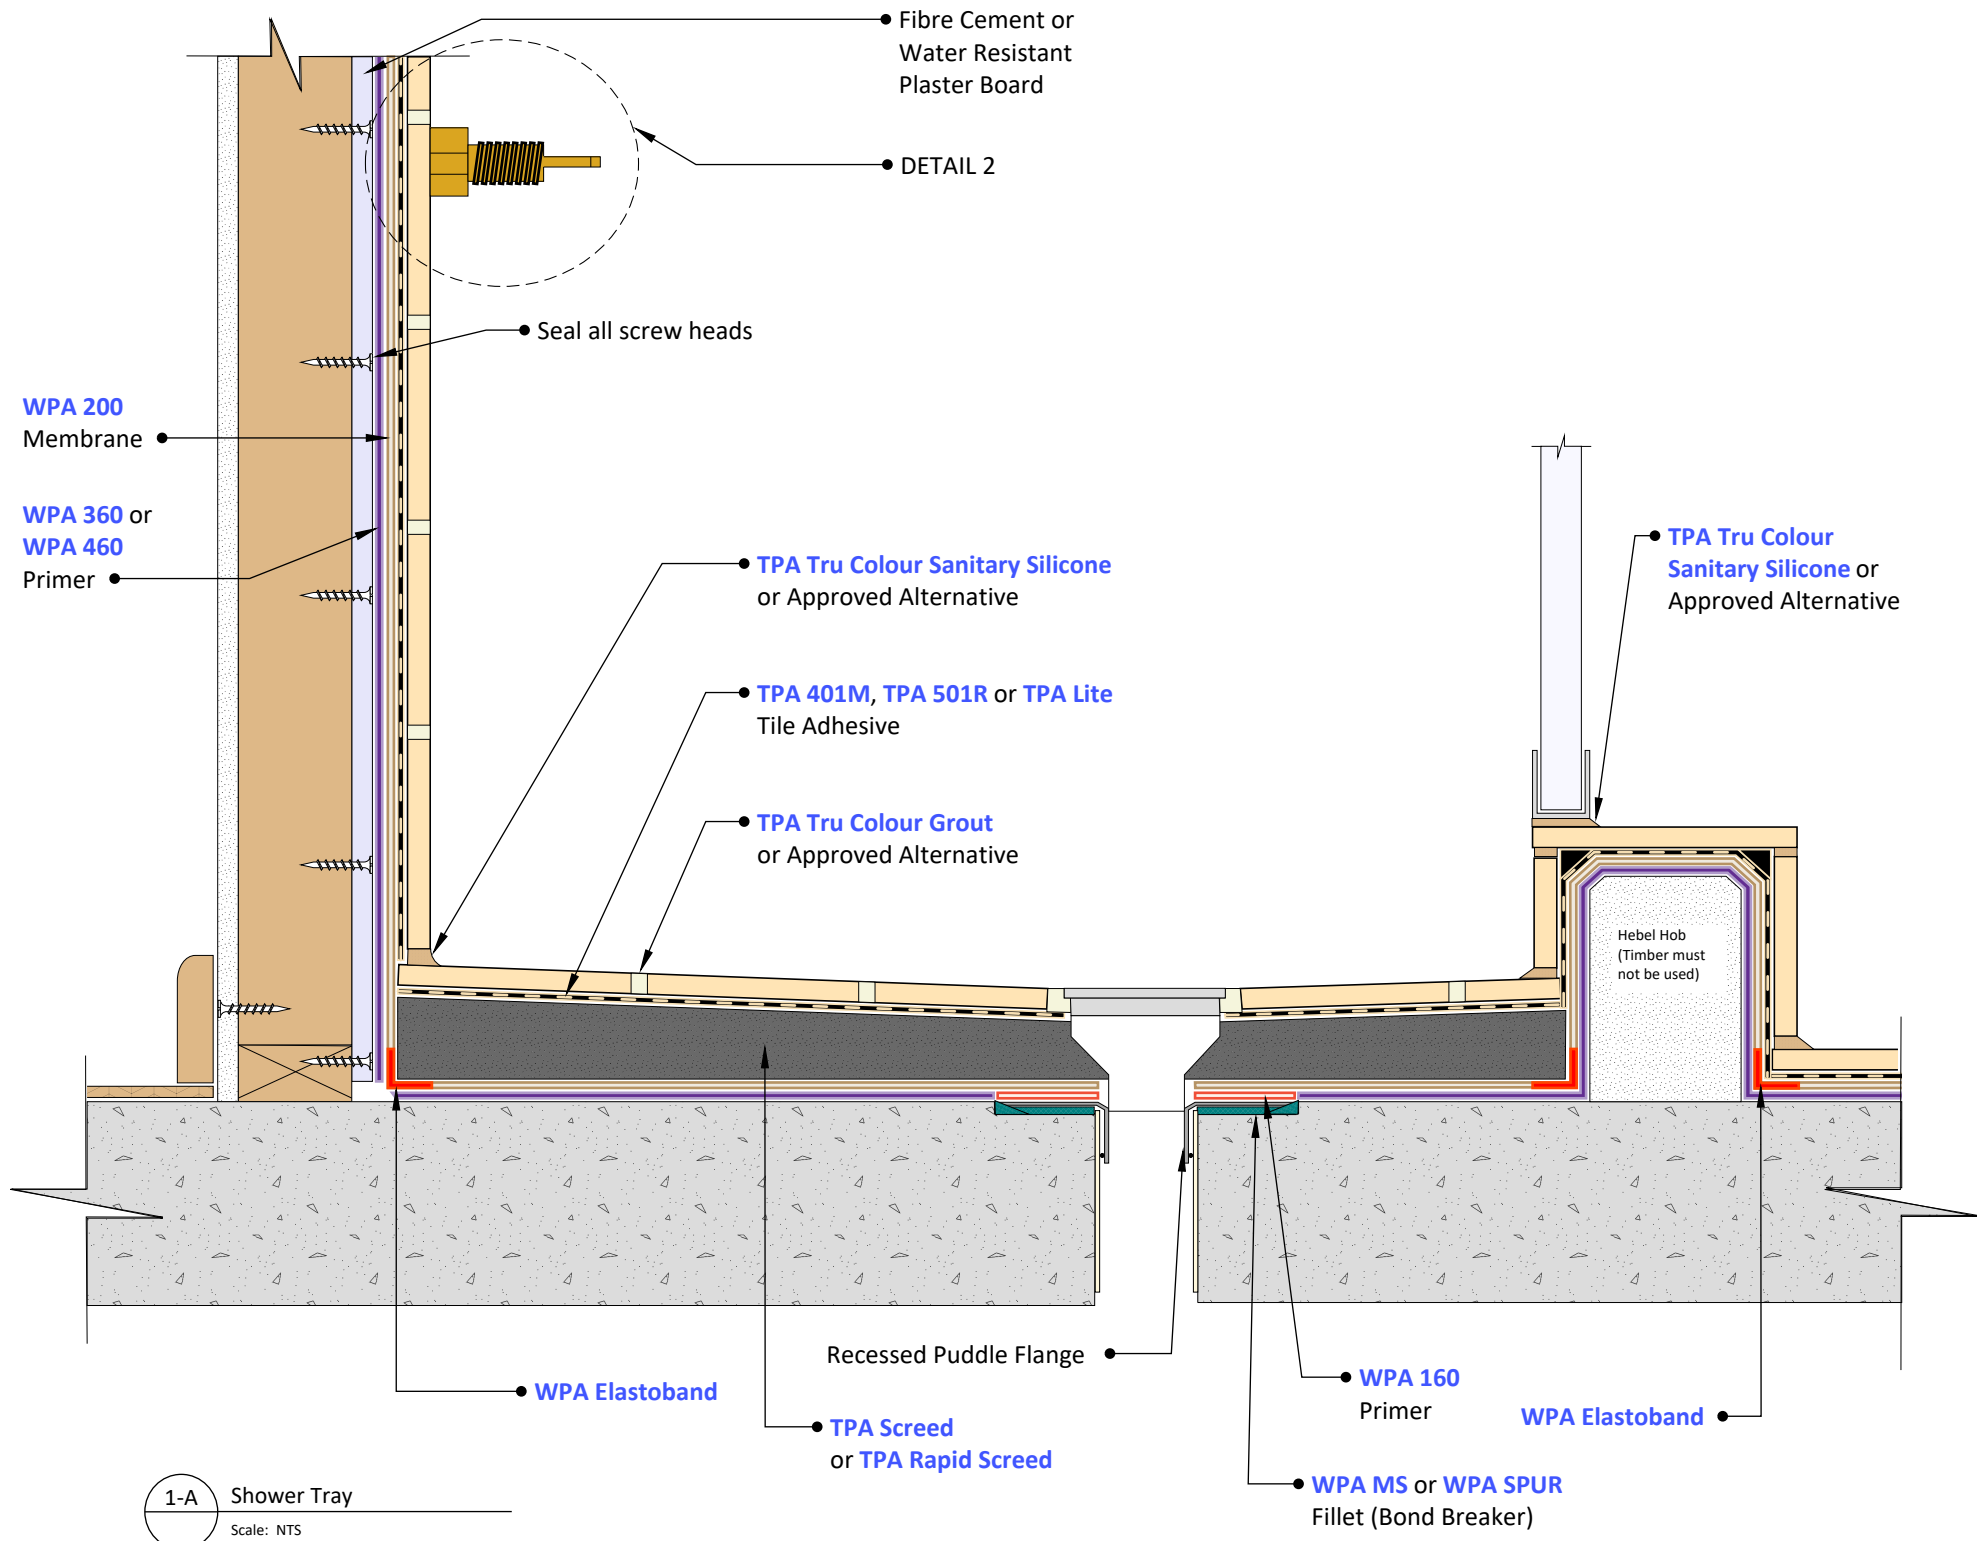 Fibre Cement or
Water Resistant
Plaster Board
DETAIL 2
Seal all screw heads
WPA 200
Membrane
WPA 360 or
WPA 460
Primer
TPA Tru Colour Sanitary Silicone
or Approved Alternative
TPA Tru Colour
Sanitary Silicone or
Approved Alternative
TPA 401M, TPA 501R or TPA Lite
Tile Adhesive
TPA Tru Colour Grout
or Approved Alternative
Hebel Hob
(Timber must
not be used)
Recessed Puddle Flange
WPA Elastoband
WPA 160
Primer
WPA Elastoband
TPA Screed
or TPA Rapid Screed
WPA MS or WPA SPUR
Fillet (Bond Breaker)
1-A Shower Tray
Scale: NTS